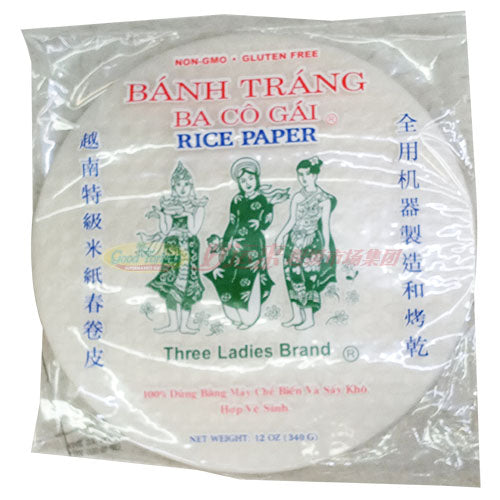 NON-GMO • GLUTEN FREE
BÁNH TRÁNG
BA CÔ GÁI ®
RICE PAPER
越南特級米紙春卷皮
全用机器製造和烤乾
Three Ladies Brand ®
100% Dùng Bằng Máy Chế Biến Và Sấy Khô
Hợp Vệ Sinh
NET WEIGHT: 12 OZ (340 G)